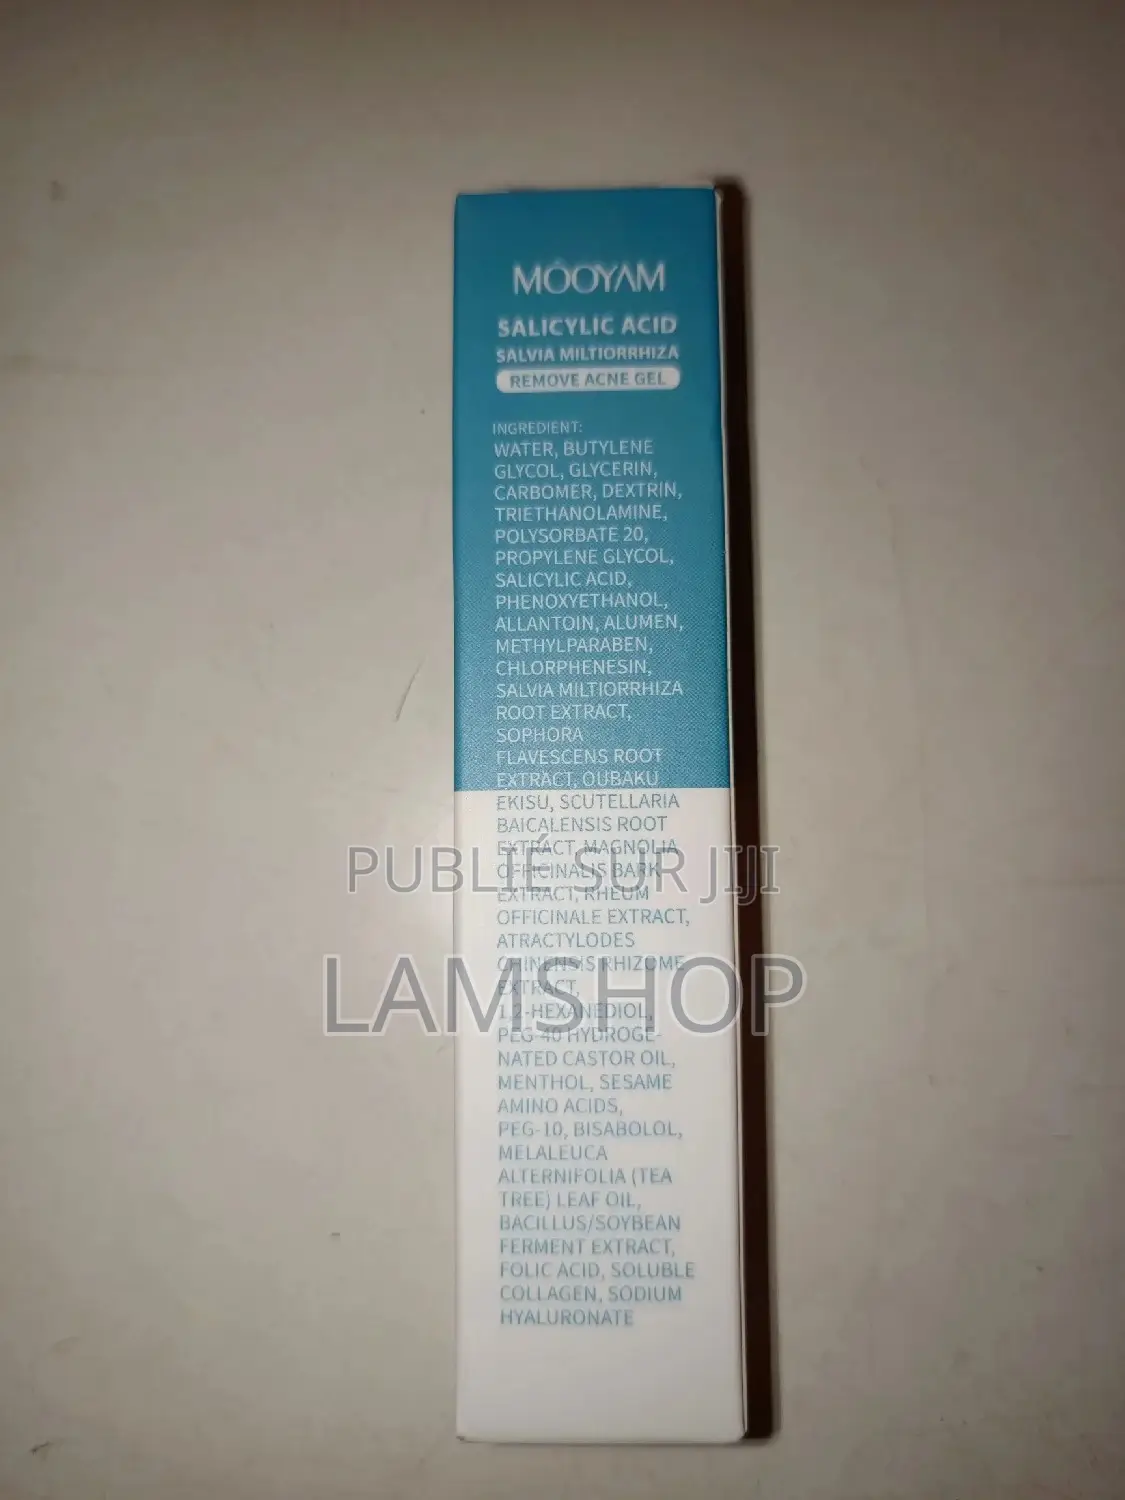 MÓOYAM
SALICYLIC ACID
SALVIA MILTIORRHIZA
REMOVE ACNE GEL
INGREDIENT:
WATER, BUTYLENE
GLYCOL, GLYCERIN,
CARBOMER, DEXTRIN,
TRIETHANOLAMINE,
POLYSORBATE 20,
PROPYLENE GLYCOL,
SALICYLIC ACID,
PHENOXYETHANOL,
ALLANTOIN, ALUMEN,
METHYLPARABEN,
CHLORPHENESIN,
SALVIA MILTIORRHIZA
ROOT EXTRACT,
SOPHORA
FLAVESCENS ROOT
EXTRACT, OUBAKU
EKISU, SCUTELLARIA
BAICALENSIS ROOT
EXTRACT, MAGNOLIA
PUBLIÉ SUR JIJI
OFFICINALIS BARK
EXTRACT, RHEUM
OFFICINALE EXTRACT,
ATRACTYLODES
CHINENSIS RHIZOME
EXTRACT,
LAMSHOP
1,2-HEXANEDIOL,
PEG-40 HYDROGE-
NATED CASTOR OIL,
MENTHOL, SESAME
AMINO ACIDS,
PEG-10, BISABOLOL,
MELALEUCA
ALTERNIFOLIA (TEA
TREE) LEAF OIL,
BACILLUS/SOYBEAN
FERMENT EXTRACT,
FOLIC ACID, SOLUBLE
COLLAGEN, SODIUM
HYALURONATE